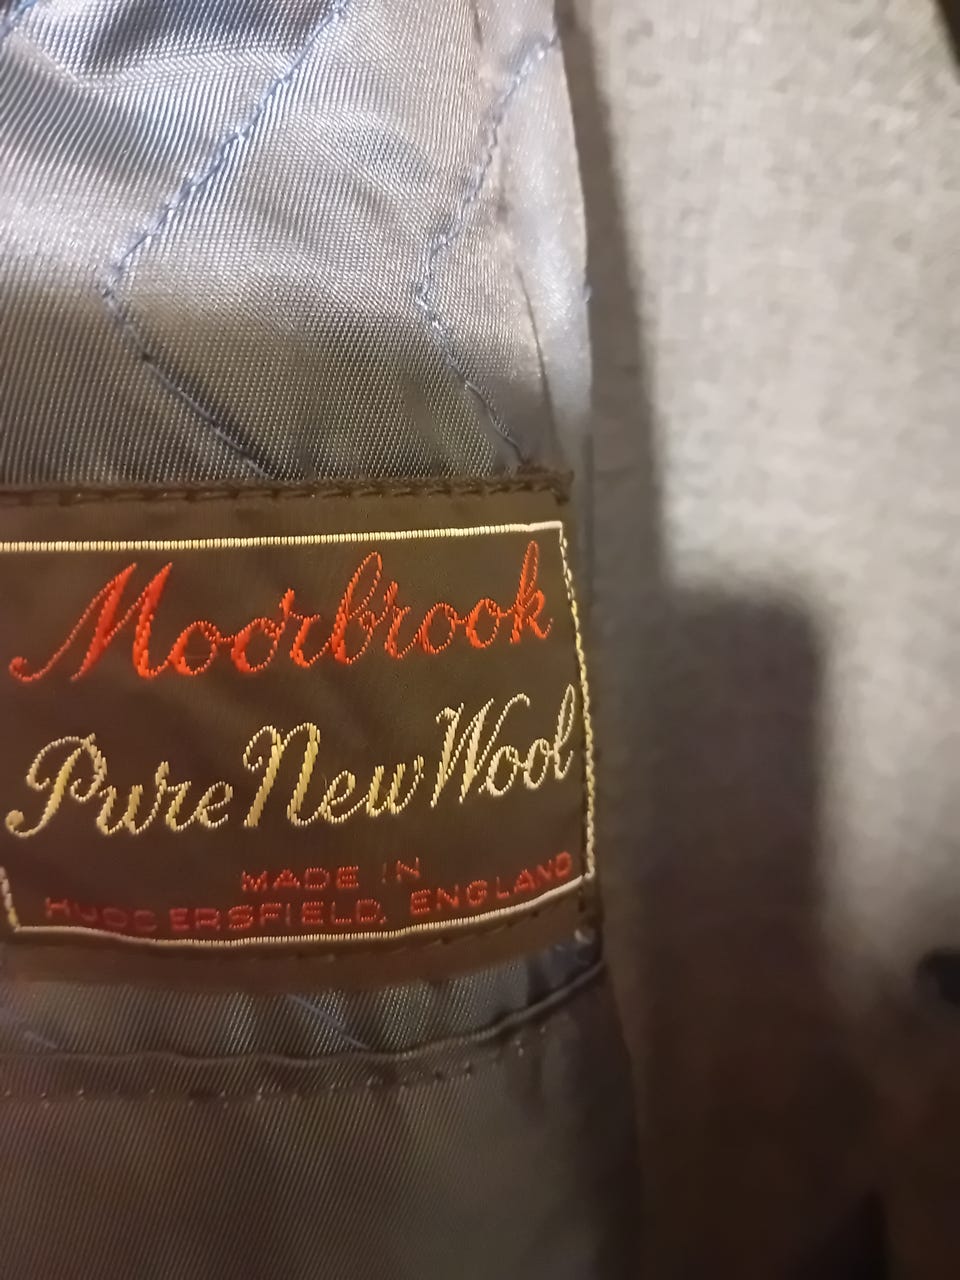 Moorbrook
Pure New Wool
MADE IN
HUDDERSFIELD, ENGLAND